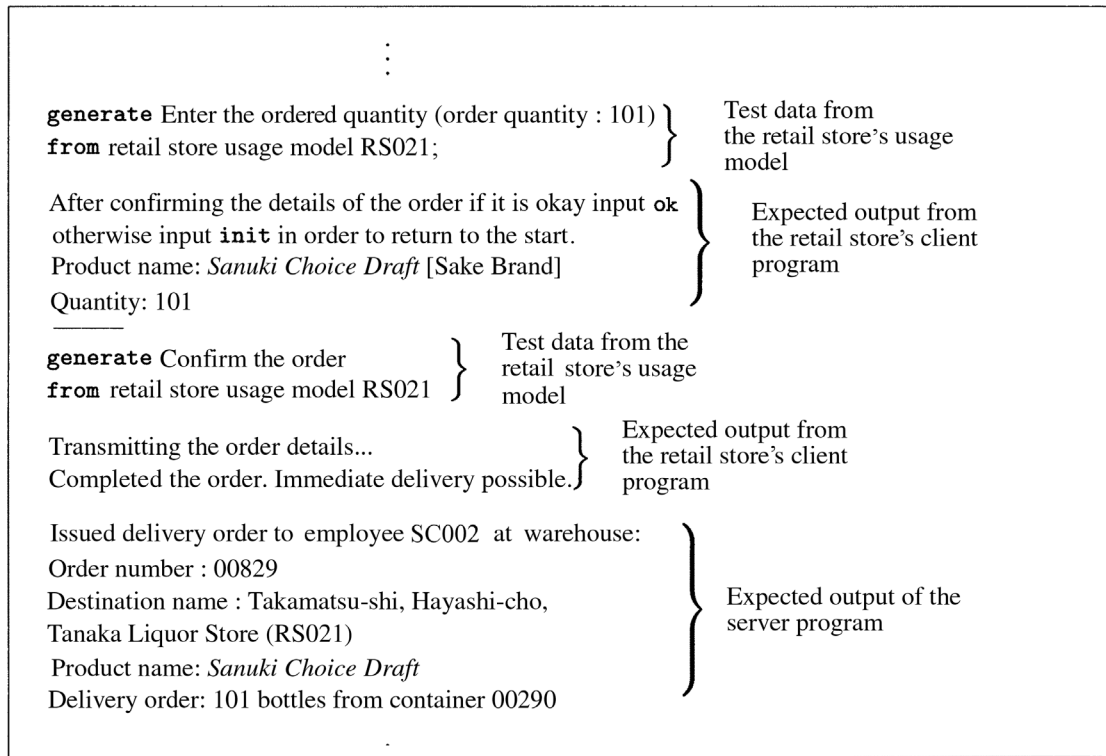 generate Enter the ordered quantity (order quantity : 101)
from retail store usage model RS021;
Test data from
the retail store's usage
model
After confirming the details of the order if it is okay input ok
otherwise input init in order to return to the start.
Product name: Sanuki Choice Draft [Sake Brand]
Quantity: 101
Expected output from
the retail store's client
program
generate Confirm the order
from retail store usage model RS021
Test data from the
retail store's usage
model
Transmitting the order details...
Completed the order. Immediate delivery possible.
Expected output from
the retail store's client
program
Issued delivery order to employee SC002 at warehouse:
Order number : 00829
Destination name : Takamatsu-shi, Hayashi-cho,
Tanaka Liquor Store (RS021)
Product name: Sanuki Choice Draft
Delivery order: 101 bottles from container 00290
Expected output of the
server program